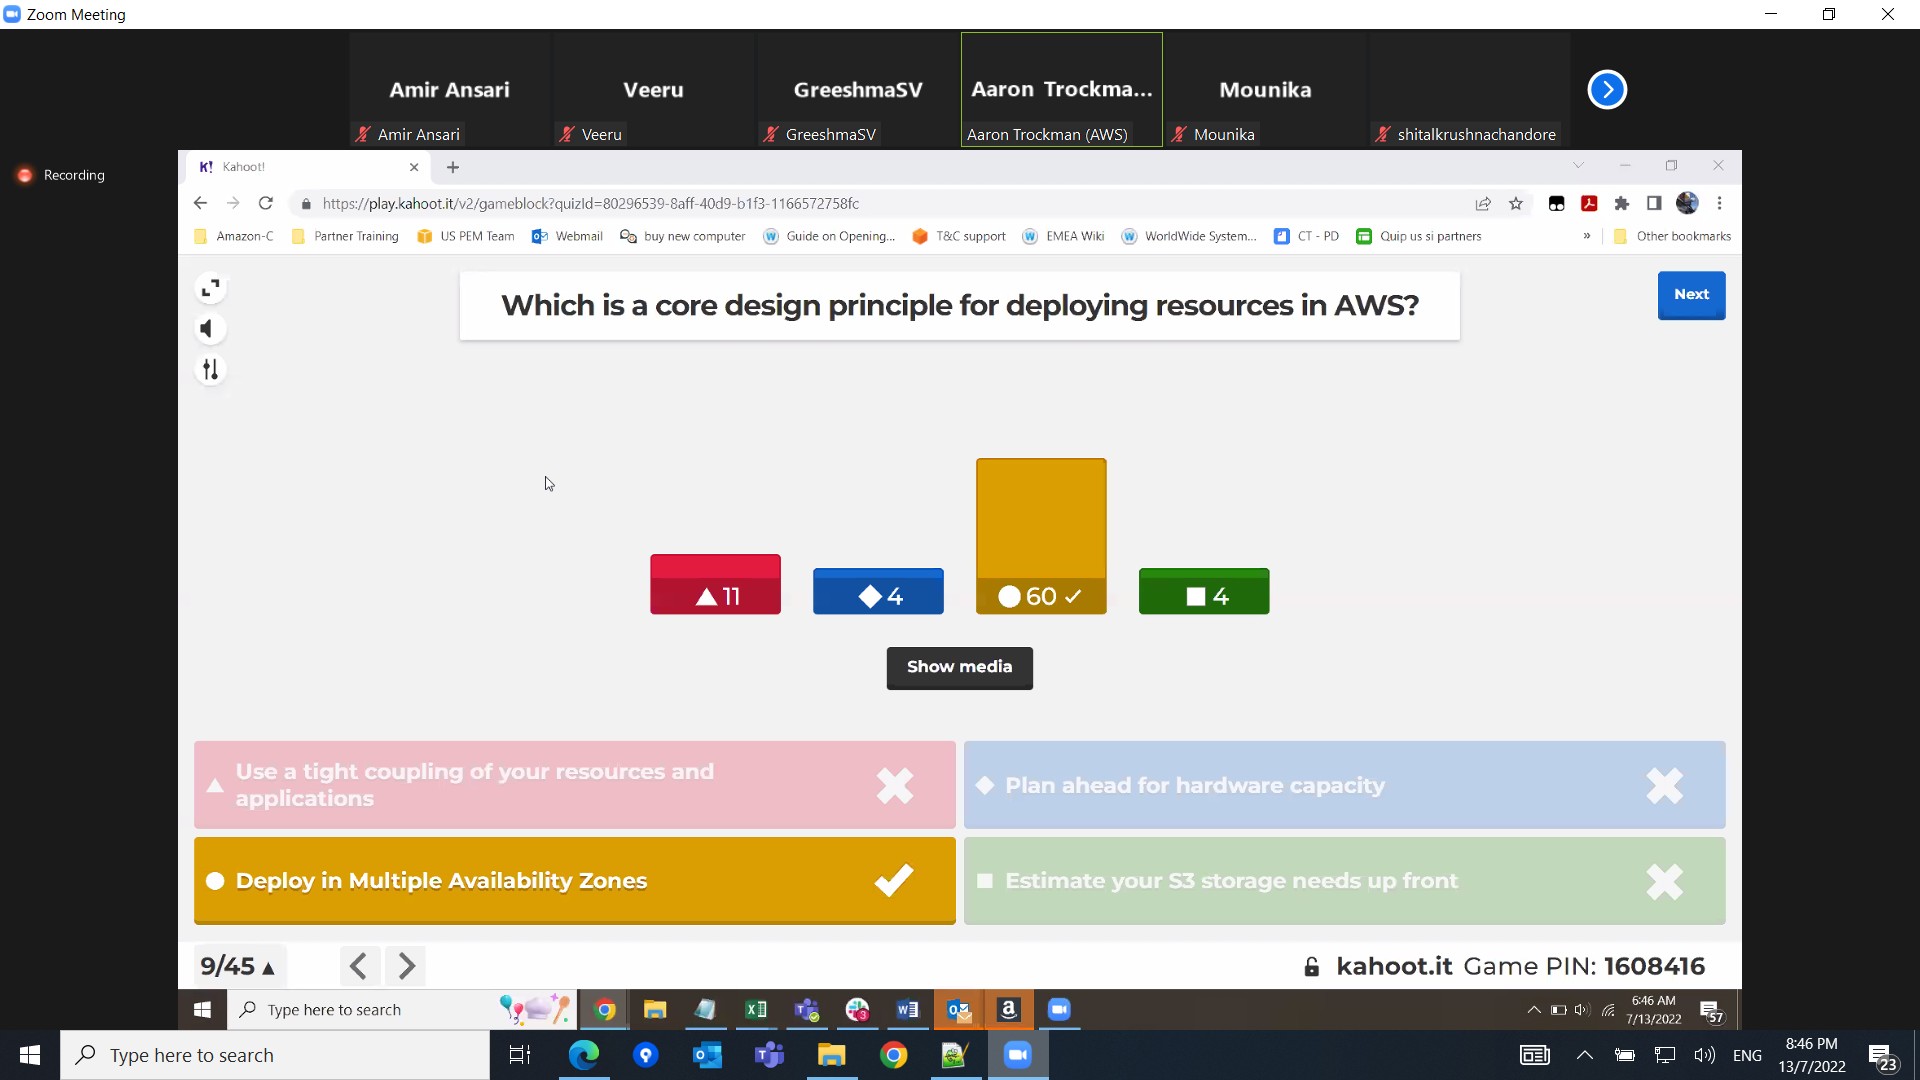 Zoom Meeting
Amir Ansari
Veeru
GreeshmaSV
Aaron Trockma...
Mounika
Amir Ansari
Veeru
GreeshmaSV
Aaron Trockman (AWS)
Mounika
shitalkrushnachandore
Recording
K! Kahoot!
https://play.kahoot.it/v2/gameblock?quizId=80296539-8aff-40d9-b1f3-1166572758fc
Amazon-C
Partner Training
US PEM Team
Webmail
buy new computer
Guide on Opening...
T&C support
EMEA Wiki
WorldWide System...
CT - PD
Quip us si partners
»
Other bookmarks
Which is a core design principle for deploying resources in AWS?
Next
11
4
60
4
Show media
Use a tight coupling of your resources and
applications
Plan ahead for hardware capacity
Deploy in Multiple Availability Zones
Estimate your S3 storage needs up front
9/45
kahoot.it Game PIN: 1608416
Type here to search
6:46 AM
7/13/2022
57
Type here to search
ENG
8:46 PM
13/7/2022
23